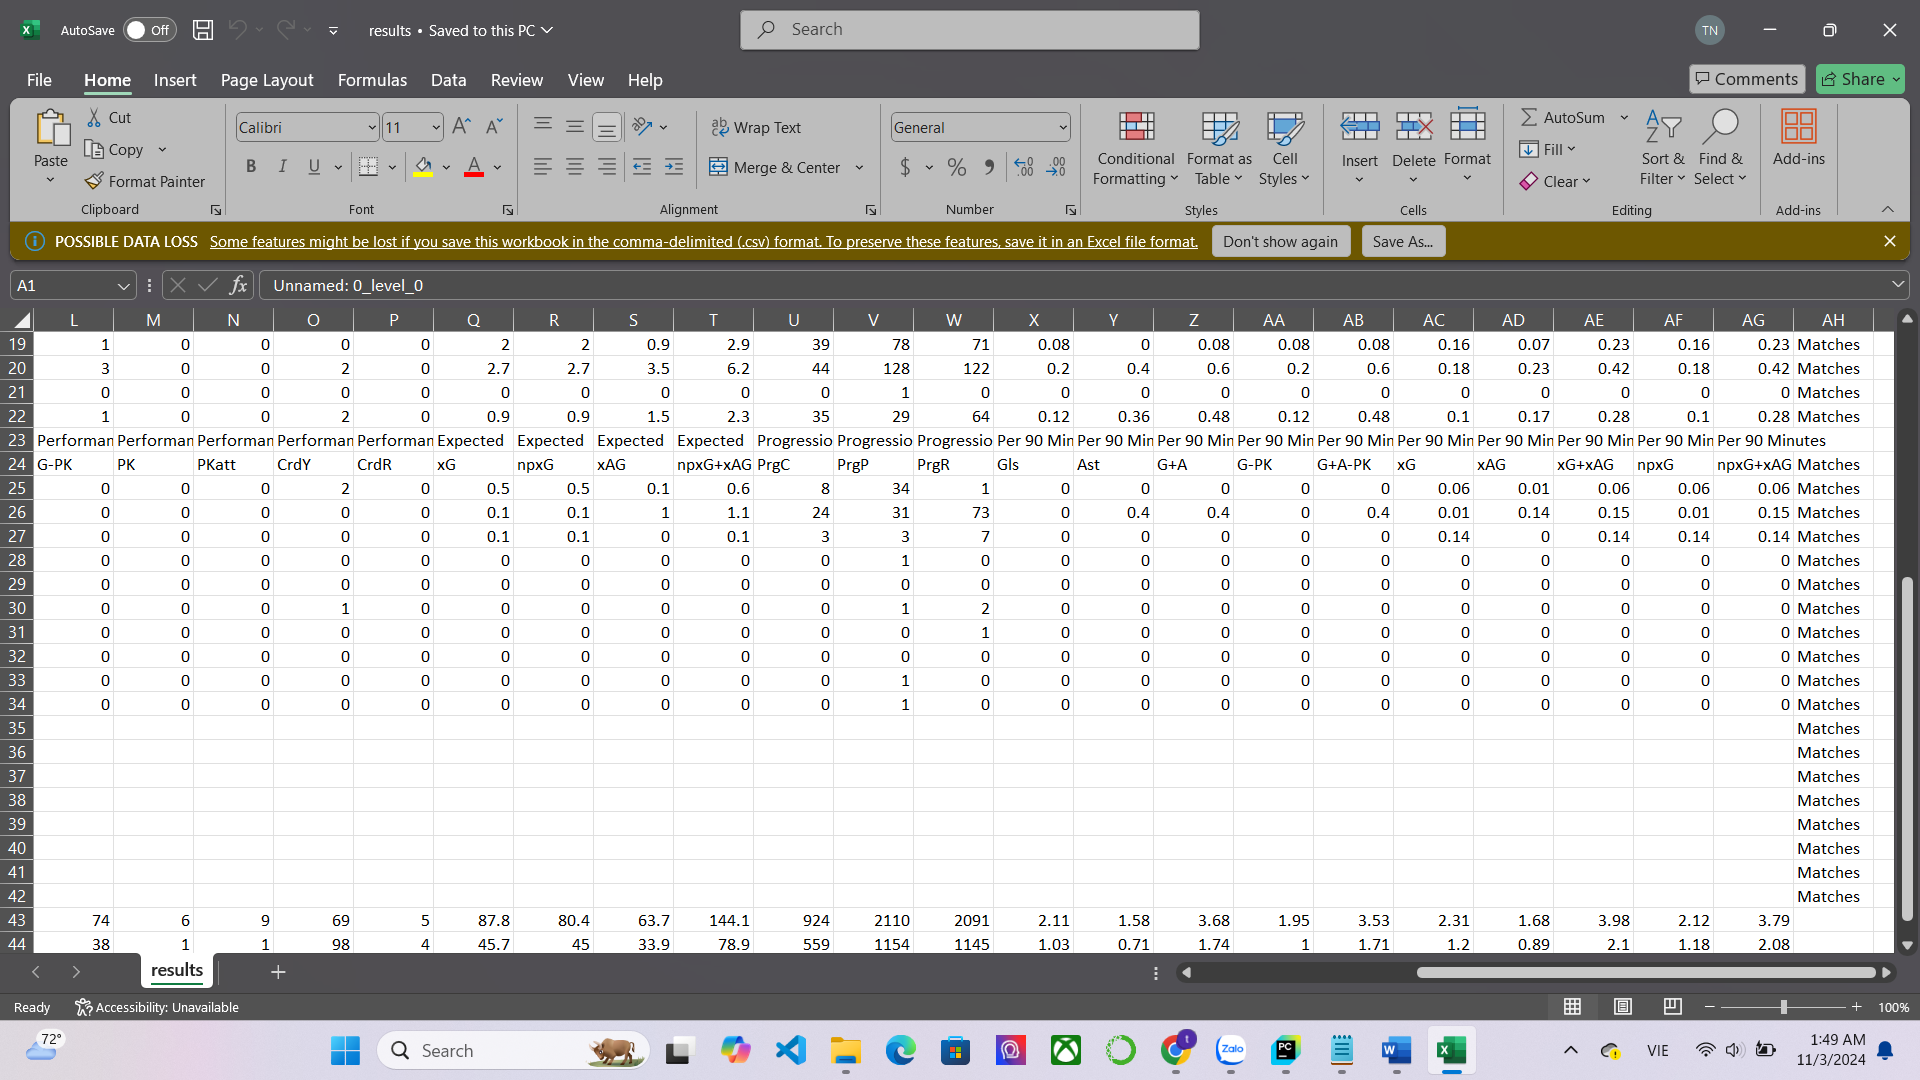 AutoSave Off results • Saved to this PC Search TN
File Home Insert Page Layout Formulas Data Review View Help Comments Share
Paste Cut Copy Format Painter Clipboard
Calibri 11 B I U A Font
Wrap Text Merge & Center Alignment
General $ % Number
Conditional Formatting Format as Table Cell Styles Styles
Insert Delete Format Cells
AutoSum Fill Clear Sort & Filter Find & Select Editing
Add-ins Add-ins
POSSIBLE DATA LOSS Some features might be lost if you save this workbook in the comma-delimited (.csv) format. To preserve these features, save it in an Excel file format. Don't show again Save As...
A1 fx Unnamed: 0_level_0
L M N O P Q R S T U V W X Y Z AA AB AC AD AE AF AG AH
19 1 0 0 0 0 2 2 0.9 2.9 39 78 71 0.08 0 0.08 0.08 0.08 0.16 0.07 0.23 0.16 0.23 Matches
20 3 0 0 2 0 2.7 2.7 3.5 6.2 44 128 122 0.2 0.4 0.6 0.2 0.6 0.18 0.23 0.42 0.18 0.42 Matches
21 0 0 0 0 0 0 0 0 0 0 1 0 0 0 0 0 0 0 0 0 0 0 Matches
22 1 0 0 2 0 0.9 0.9 1.5 2.3 35 29 64 0.12 0.36 0.48 0.12 0.48 0.1 0.17 0.28 0.1 0.28 Matches
23 Performan Performan Performan Performan Performan Expected Expected Expected Expected Progressio Progressio Progressio Per 90 Min Per 90 Min Per 90 Min Per 90 Min Per 90 Min Per 90 Min Per 90 Min Per 90 Min Per 90 Min Per 90 Minutes
24 G-PK PK PKatt CrdY CrdR xG npxG xAG npxG+xAG PrgC PrgP PrgR Gls Ast G+A G-PK G+A-PK xG xAG xG+xAG npxG npxG+xAG Matches
25 0 0 0 2 0 0.5 0.5 0.1 0.6 8 34 1 0 0 0 0 0 0.06 0.01 0.06 0.06 0.06 Matches
26 0 0 0 0 0 0.1 0.1 1 1.1 24 31 73 0 0.4 0.4 0 0.4 0.01 0.14 0.15 0.01 0.15 Matches
27 0 0 0 0 0 0.1 0.1 0 0.1 3 3 7 0 0 0 0 0 0.14 0 0.14 0.14 0.14 Matches
28 0 0 0 0 0 0 0 0 0 0 1 0 0 0 0 0 0 0 0 0 0 0 Matches
29 0 0 0 0 0 0 0 0 0 0 0 0 0 0 0 0 0 0 0 0 0 0 Matches
30 0 0 0 1 0 0 0 0 0 0 1 2 0 0 0 0 0 0 0 0 0 0 Matches
31 0 0 0 0 0 0 0 0 0 0 0 1 0 0 0 0 0 0 0 0 0 0 Matches
32 0 0 0 0 0 0 0 0 0 0 0 0 0 0 0 0 0 0 0 0 0 0 Matches
33 0 0 0 0 0 0 0 0 0 0 1 0 0 0 0 0 0 0 0 0 0 0 Matches
34 0 0 0 0 0 0 0 0 0 0 1 0 0 0 0 0 0 0 0 0 0 0 Matches
35 Matches
36 Matches
37 Matches
38 Matches
39 Matches
40 Matches
41 Matches
42 Matches
43 74 6 9 69 5 87.8 80.4 63.7 144.1 924 2110 2091 2.11 1.58 3.68 1.95 3.53 2.31 1.68 3.98 2.12 3.79
44 38 1 1 98 4 45.7 45 33.9 78.9 559 1154 1145 1.03 0.71 1.74 1 1.71 1.2 0.89 2.1 1.18 2.08
results
Ready Accessibility: Unavailable 100%
72° Search Zalo PC VIE 1:49 AM
11/3/2024